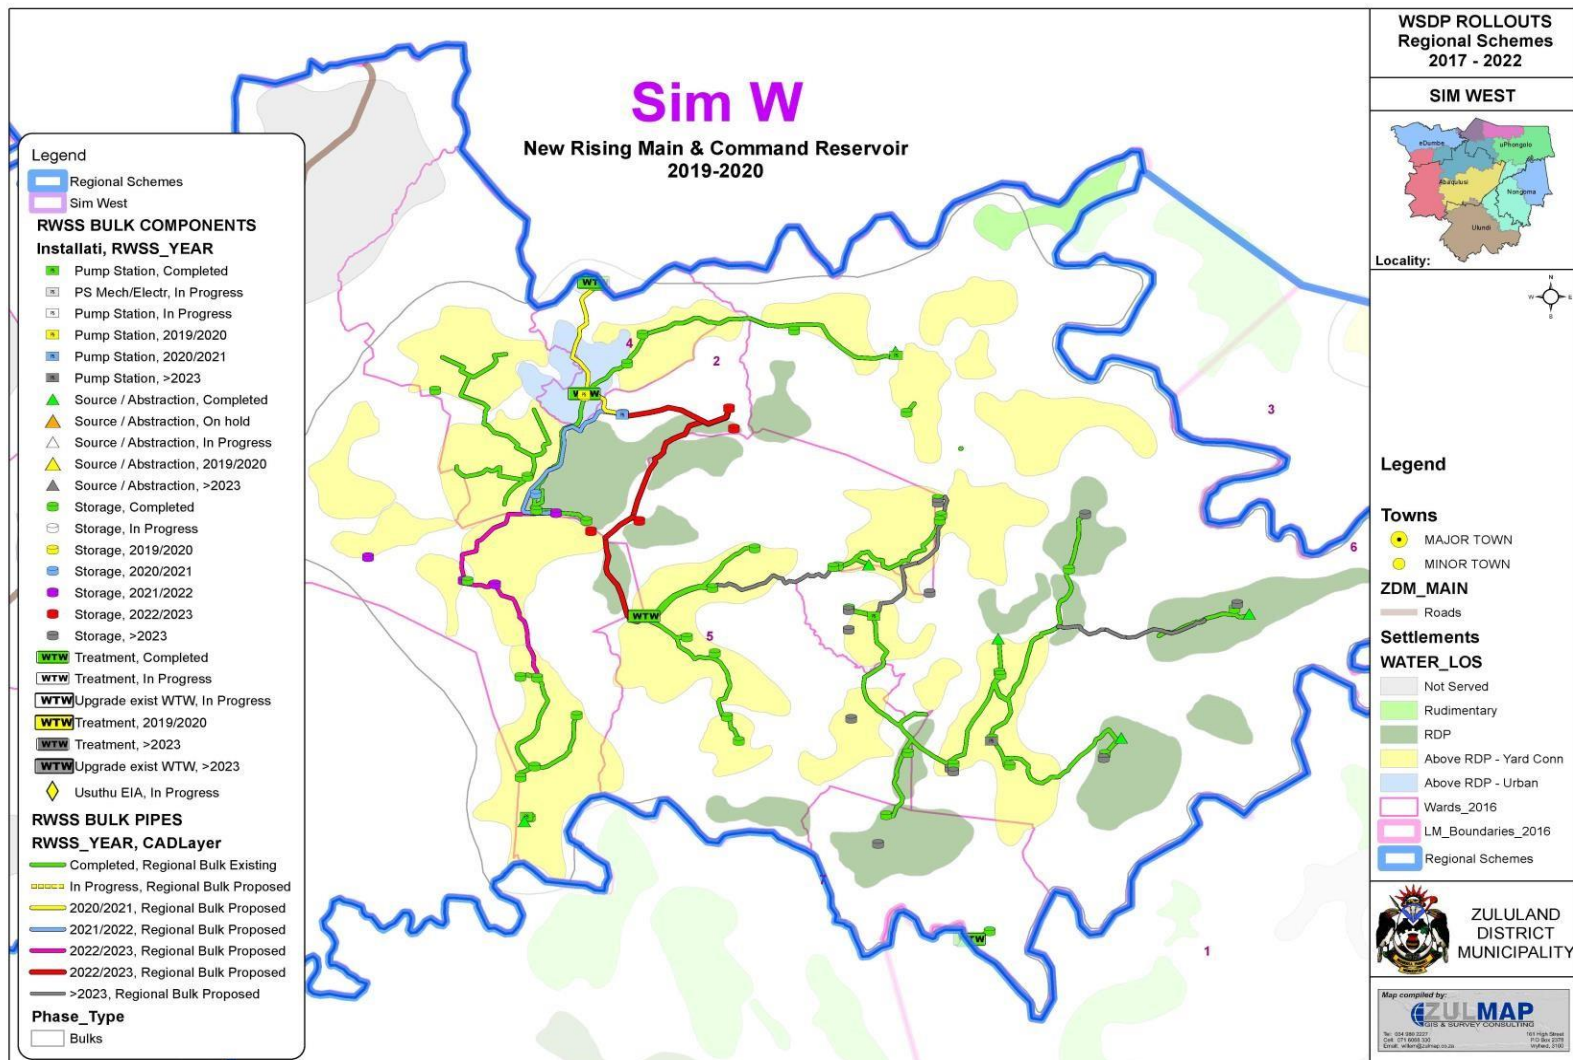 Sim W
New Rising Main & Command Reservoir
2019-2020
Legend
Regional Schemes
Sim West
RWSS BULK COMPONENTS
Installati, RWSS_YEAR
Pump Station, Completed
PS Mech/Electr, In Progress
Pump Station, In Progress
Pump Station, 2019/2020
Pump Station, 2020/2021
Pump Station, >2023
Source / Abstraction, Completed
Source / Abstraction, On hold
Source / Abstraction, In Progress
Source / Abstraction, 2019/2020
Source / Abstraction, >2023
Storage, Completed
Storage, In Progress
Storage, 2019/2020
Storage, 2020/2021
Storage, 2021/2022
Storage, 2022/2023
Storage, >2023
WTW Treatment, Completed
WTW Treatment, In Progress
WTW Upgrade exist WTW, In Progress
WTW Treatment, 2019/2020
WTW Treatment, >2023
WTW Upgrade exist WTW, >2023
Usuthu EIA, In Progress
RWSS BULK PIPES
RWSS_YEAR, CADLayer
Completed, Regional Bulk Existing
In Progress, Regional Bulk Proposed
2020/2021, Regional Bulk Proposed
2021/2022, Regional Bulk Proposed
2022/2023, Regional Bulk Proposed
2022/2023, Regional Bulk Proposed
>2023, Regional Bulk Proposed
Phase_Type
Bulks
WTW
4
2
3
WTW
6
WTW
5
7
1
WSDP ROLLOUTS
Regional Schemes
2017 - 2022
SIM WEST
eDumbe
uPhongolo
Abaqulusi
Nongoma
Ulundi
Locality:
N
W
E
S
Legend
Towns
MAJOR TOWN
MINOR TOWN
ZDM_MAIN
Roads
Settlements
WATER_LOS
Not Served
Rudimentary
RDP
Above RDP - Yard Conn
Above RDP - Urban
Wards_2016
LM_Boundaries_2016
Regional Schemes
ZULULAND
DISTRICT
MUNICIPALITY
Map compiled by:
ZULMAP
GIS & SURVEY CONSULTING